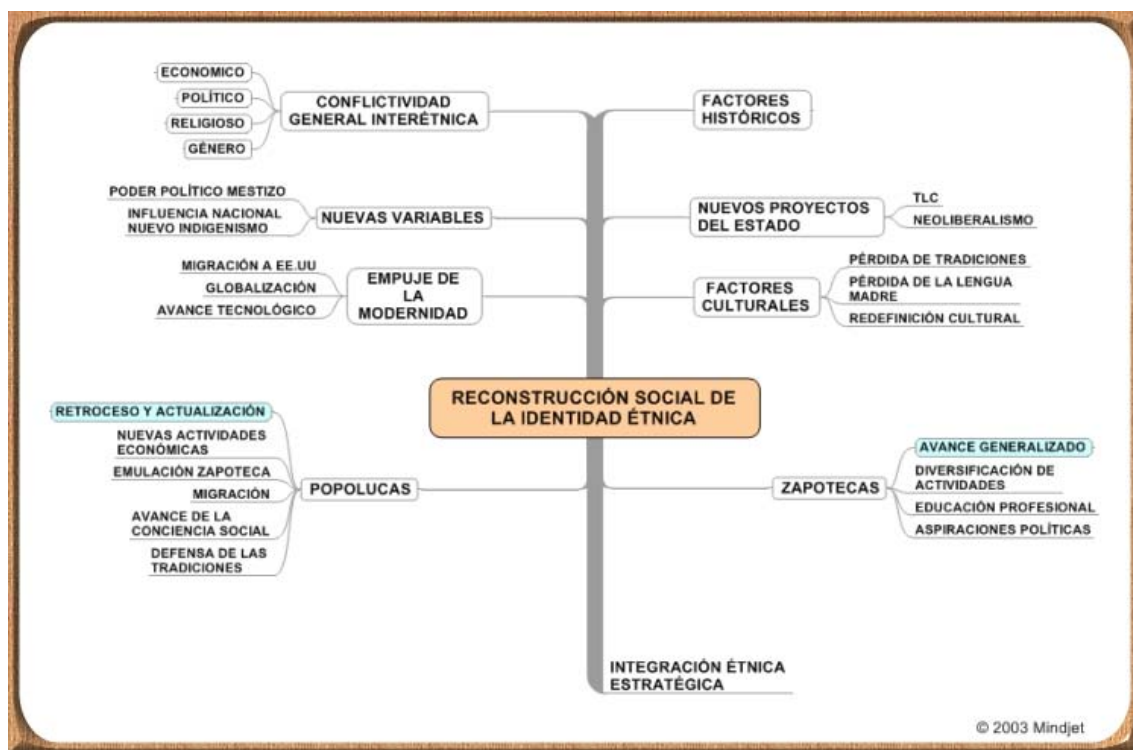 ECONOMICO
POLÍTICO
RELIGIOSO
GÉNERO
CONFLICTIVIDAD
GENERAL INTERÉTNICA
FACTORES
HISTÓRICOS
PODER POLÍTICO MESTIZO
INFLUENCIA NACIONAL
NUEVO INDIGENISMO
NUEVAS VARIABLES
NUEVOS PROYECTOS
DEL ESTADO
TLC
NEOLIBERALISMO
MIGRACIÓN A EE.UU
GLOBALIZACIÓN
AVANCE TECNOLÓGICO
EMPUJE DE
LA
MODERNIDAD
FACTORES
CULTURALES
PÉRDIDA DE TRADICIONES
PÉRDIDA DE LA LENGUA
MADRE
REDEFINICIÓN CULTURAL
RECONSTRUCCIÓN SOCIAL DE
LA IDENTIDAD ÉTNICA
RETROCESO Y ACTUALIZACIÓN
NUEVAS ACTIVIDADES
ECONÓMICAS
EMULACIÓN ZAPOTECA
MIGRACIÓN
AVANCE DE LA
CONCIENCIA SOCIAL
DEFENSA DE LAS
TRADICIONES
POPOLUCAS
ZAPOTECAS
AVANCE GENERALIZADO
DIVERSIFICACIÓN DE
ACTIVIDADES
EDUCACIÓN PROFESIONAL
ASPIRACIONES POLÍTICAS
INTEGRACIÓN ÉTNICA
ESTRATÉGICA
© 2003 Mindjet